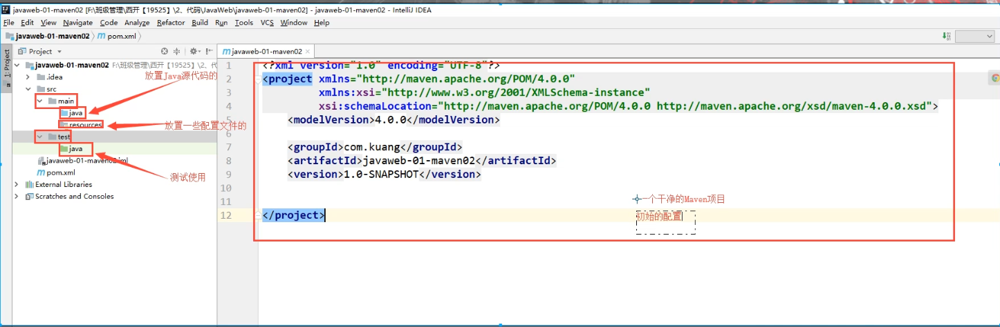 javaweb-01-maven02 [F:\班级管理\西开【19525】\2、代码\JavaWeb\javaweb-01-maven02] - javaweb-01-maven02 - IntelliJ IDEA
File Edit View Navigate Code Analyze Refactor Build Run Tools VCS Window Help
javaweb-01-maven02 m pom.xml
1: Project
Project
m javaweb-01-maven02
javaweb-01-maven02 F:\班级管理\西开【19525】\2、代
.idea
放置Java源代码的
src
main
java
resources
放置一些配置文件的
test
java
javaweb-01-maven02.iml
m pom.xml
测试使用
External Libraries
Scratches and Consoles
1 <?xml version="1.0" encoding="UTF-8"?>
2 <project xmlns="http://maven.apache.org/POM/4.0.0"
3 xmlns:xsi="http://www.w3.org/2001/XMLSchema-instance"
4 xsi:schemaLocation="http://maven.apache.org/POM/4.0.0 http://maven.apache.org/xsd/maven-4.0.0.xsd">
5 <modelVersion>4.0.0</modelVersion>
6
7 <groupId>com.kuang</groupId>
8 <artifactId>javaweb-01-maven02</artifactId>
9 <version>1.0-SNAPSHOT</version>
10
11
一个干净的Maven项目
12 </project>
初始的配置